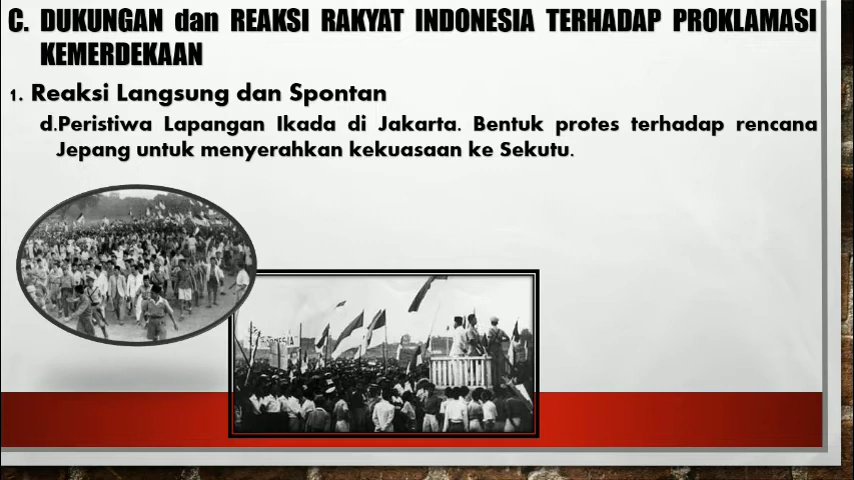 C. DUKUNGAN dan REAKSI RAKYAT INDONESIA TERHADAP PROKLAMASI
KEMERDEKAAN
1. Reaksi Langsung dan Spontan
d.Peristiwa Lapangan Ikada di Jakarta. Bentuk protes terhadap rencana
Jepang untuk menyerahkan kekuasaan ke Sekutu.